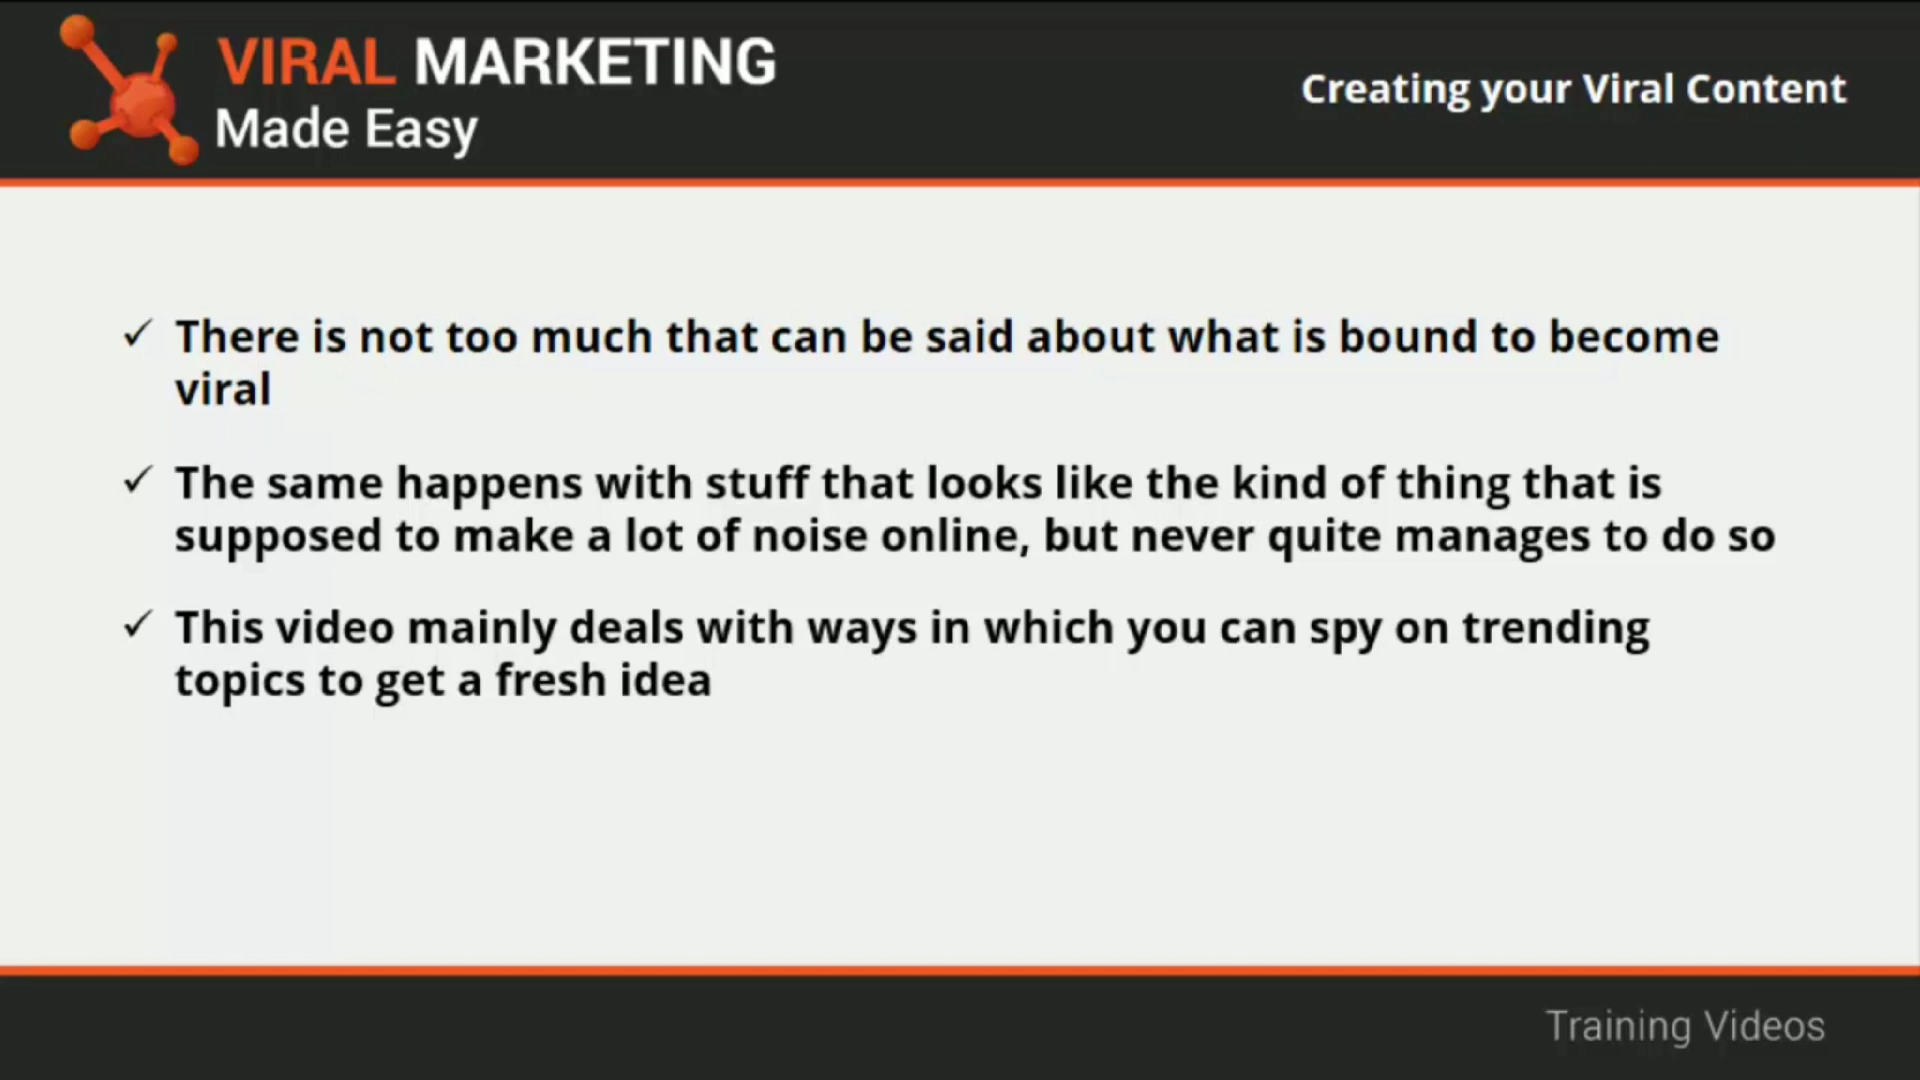 VIRAL MARKETING
Made Easy
Creating your Viral Content
✓ There is not too much that can be said about what is bound to become
viral
✓ The same happens with stuff that looks like the kind of thing that is
supposed to make a lot of noise online, but never quite manages to do so
✓ This video mainly deals with ways in which you can spy on trending
topics to get a fresh idea
Training Videos